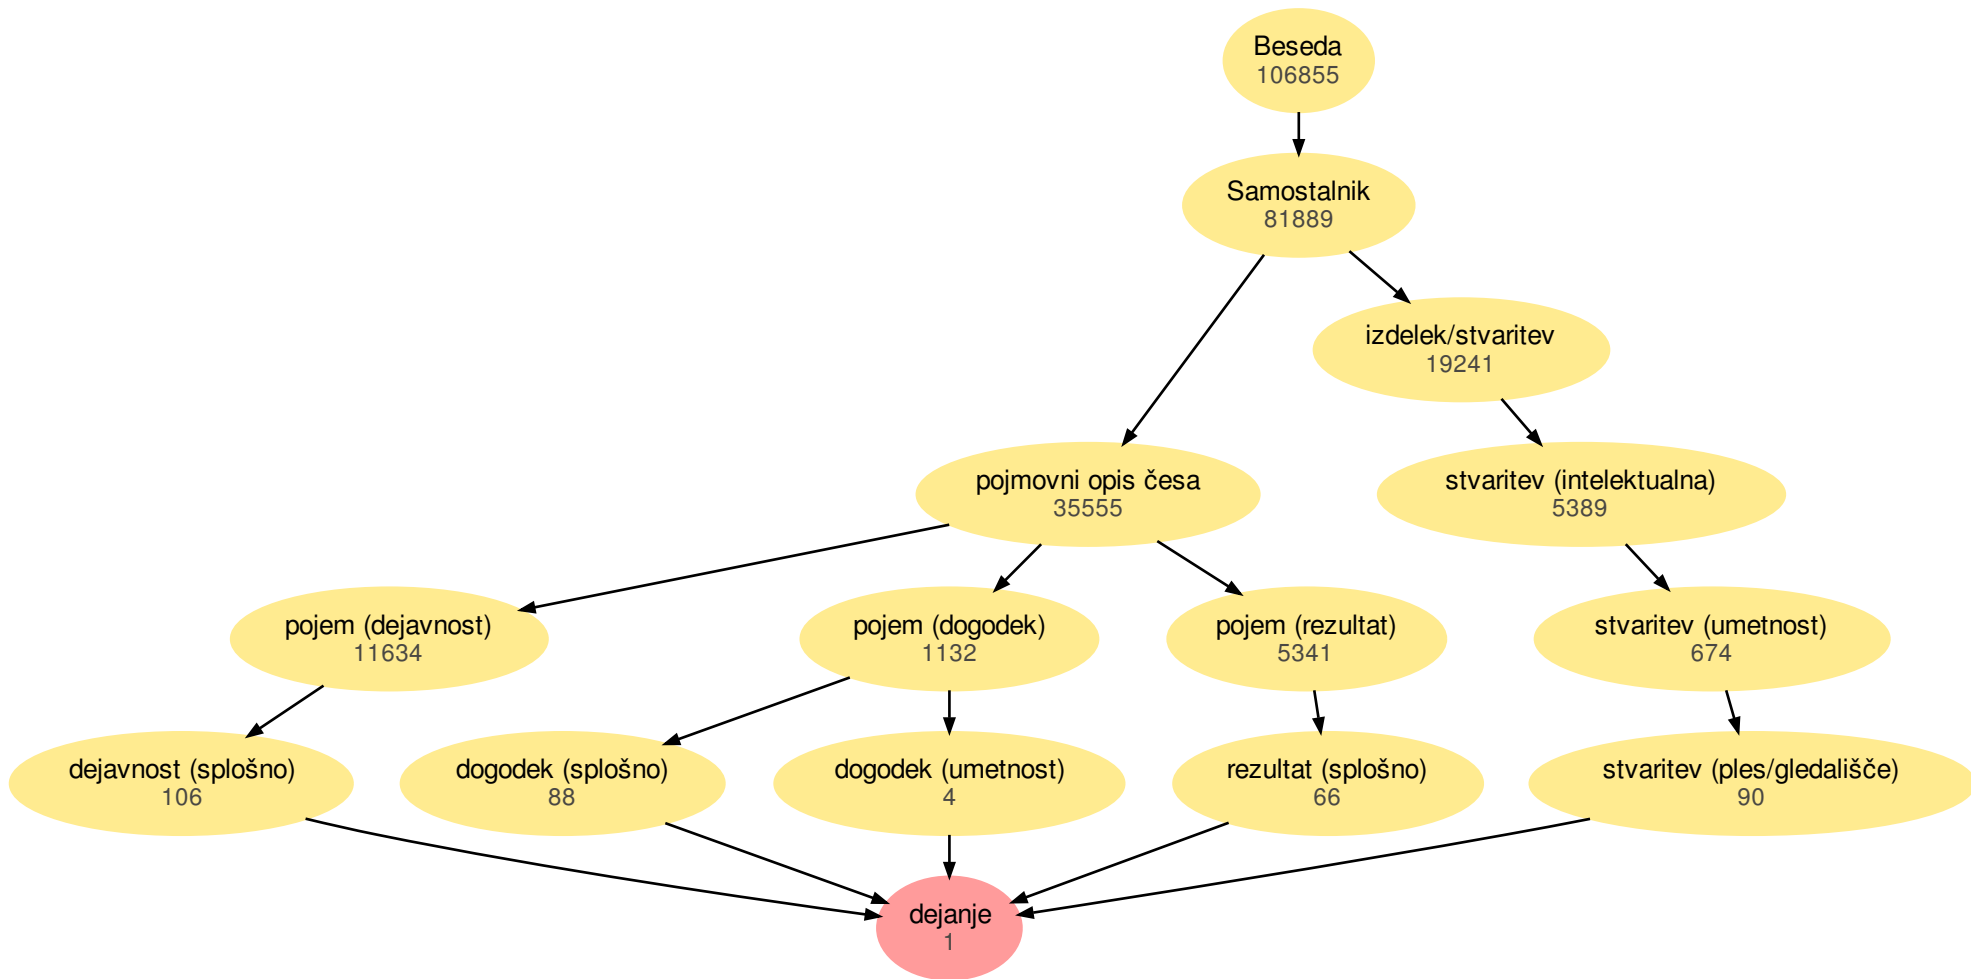 Beseda
106855
Samostalnik
81889
izdelek/stvaritev
19241
pojmovni opis česa
35555
stvaritev (intelektualna)
5389
pojem (dejavnost)
11634
pojem (dogodek)
1132
pojem (rezultat)
5341
stvaritev (umetnost)
674
dejavnost (splošno)
106
dogodek (splošno)
88
dogodek (umetnost)
4
rezultat (splošno)
66
stvaritev (ples/gledališče)
90
dejanje
1